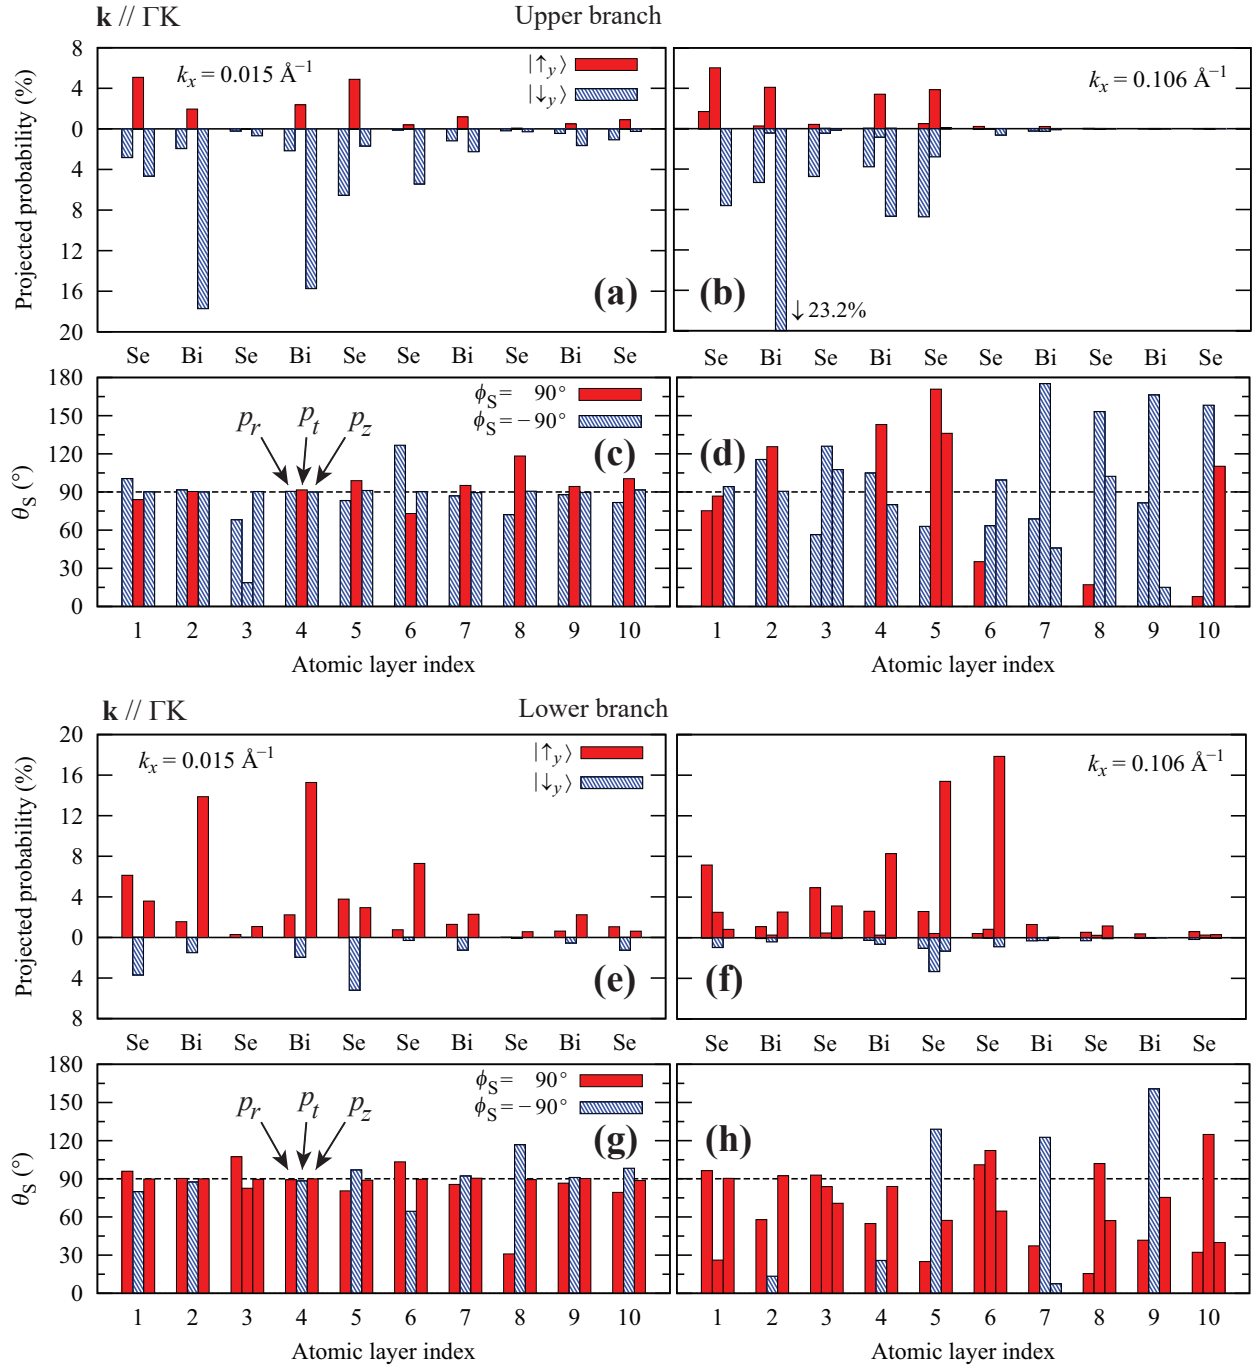 k // ΓK Upper branch
8
4
0
4
8
12
16
20
Projected probability (%)
kx = 0.015 Å−1
|↑y⟩
|↓y⟩
(a)
kx = 0.106 Å−1
↓23.2%
(b)
Se Bi Se Bi Se Se Bi Se Bi Se
Se Bi Se Bi Se Se Bi Se Bi Se
180
150
120
90
60
30
0
θS (°)
ϕS = 90°
ϕS = −90°
pr pt pz
(c)
(d)
1 2 3 4 5 6 7 8 9 10
1 2 3 4 5 6 7 8 9 10
Atomic layer index
Atomic layer index
k // ΓK Lower branch
20
16
12
8
4
0
4
8
Projected probability (%)
kx = 0.015 Å−1
|↑y⟩
|↓y⟩
(e)
kx = 0.106 Å−1
(f)
Se Bi Se Bi Se Se Bi Se Bi Se
Se Bi Se Bi Se Se Bi Se Bi Se
180
150
120
90
60
30
0
θS (°)
ϕS = 90°
ϕS = −90°
pr pt pz
(g)
(h)
1 2 3 4 5 6 7 8 9 10
1 2 3 4 5 6 7 8 9 10
Atomic layer index
Atomic layer index